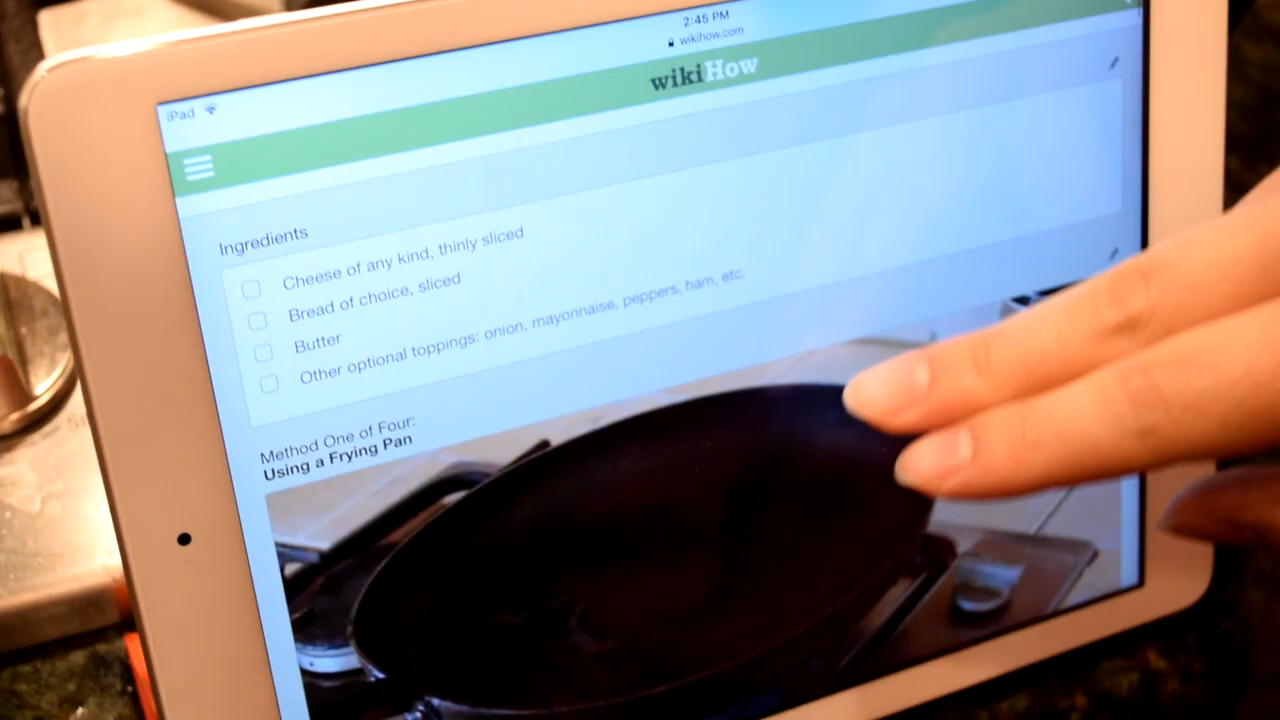 iPad
2:45 PM
wikihow.com
wikiHow
Ingredients
Cheese of any kind, thinly sliced
Bread of choice, sliced
Butter
Other optional toppings: onion, mayonnaise, peppers, ham, etc.
Method One of Four:
Using a Frying Pan